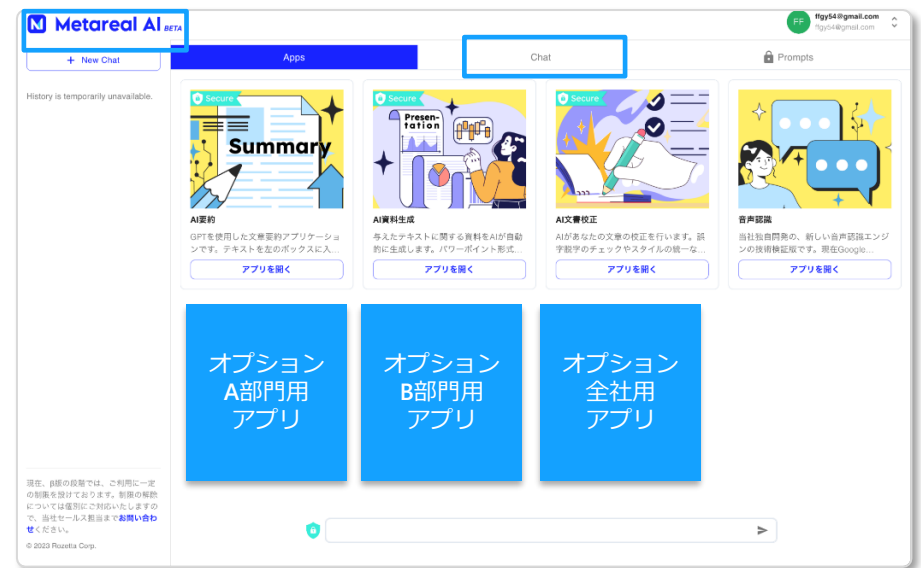 Metareal AI BETA
FF
ffgy54@gmail.com
ffgy54@gmail.com
+ New Chat
Apps
Chat
Prompts
History is temporarily unavailable.
Secure
Summary
AI要約
GPTを使用した文章要約アプリケーショ
ンです。テキストを左のボックスに入...
アプリを開く
Secure
Presen-
tation
AI資料生成
与えたテキストに関する資料をAIが自動
的に生成します。パワーポイント形式...
アプリを開く
Secure
AI文書校正
AIがあなたの文章の校正を行います。誤
字脱字のチェックやスタイルの統一な...
アプリを開く
音声認識
当社独自開発の、新しい音声認識エンジ
ンの技術検証版です。現在Google...
アプリを開く
オプション
A部門用
アプリ
オプション
B部門用
アプリ
オプション
全社用
アプリ
現在、β版の段階では、ご利用に一定
の制限を設けております。制限の解除
については個別にご対応いたしますの
で、当社セールス担当までお問い合わ
せください。
© 2023 Rozetta Corp.